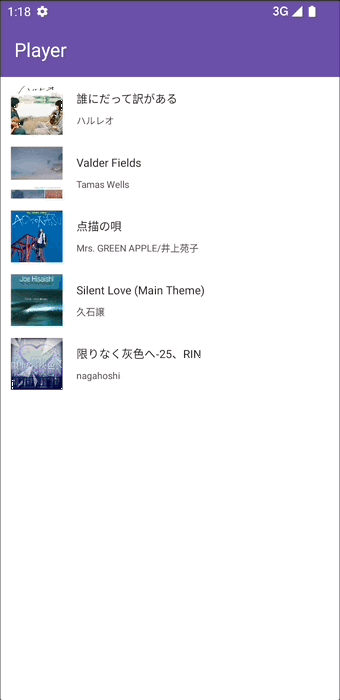 1:18
3G
Player
誰にだって訳がある
ハルレオ
Valder Fields
Tamas Wells
点描の唄
Mrs. GREEN APPLE/井上苑子
Joe Hisaishi
Silent Love (Main Theme)
久石譲
限りなく灰色へ-25、RIN
nagahoshi